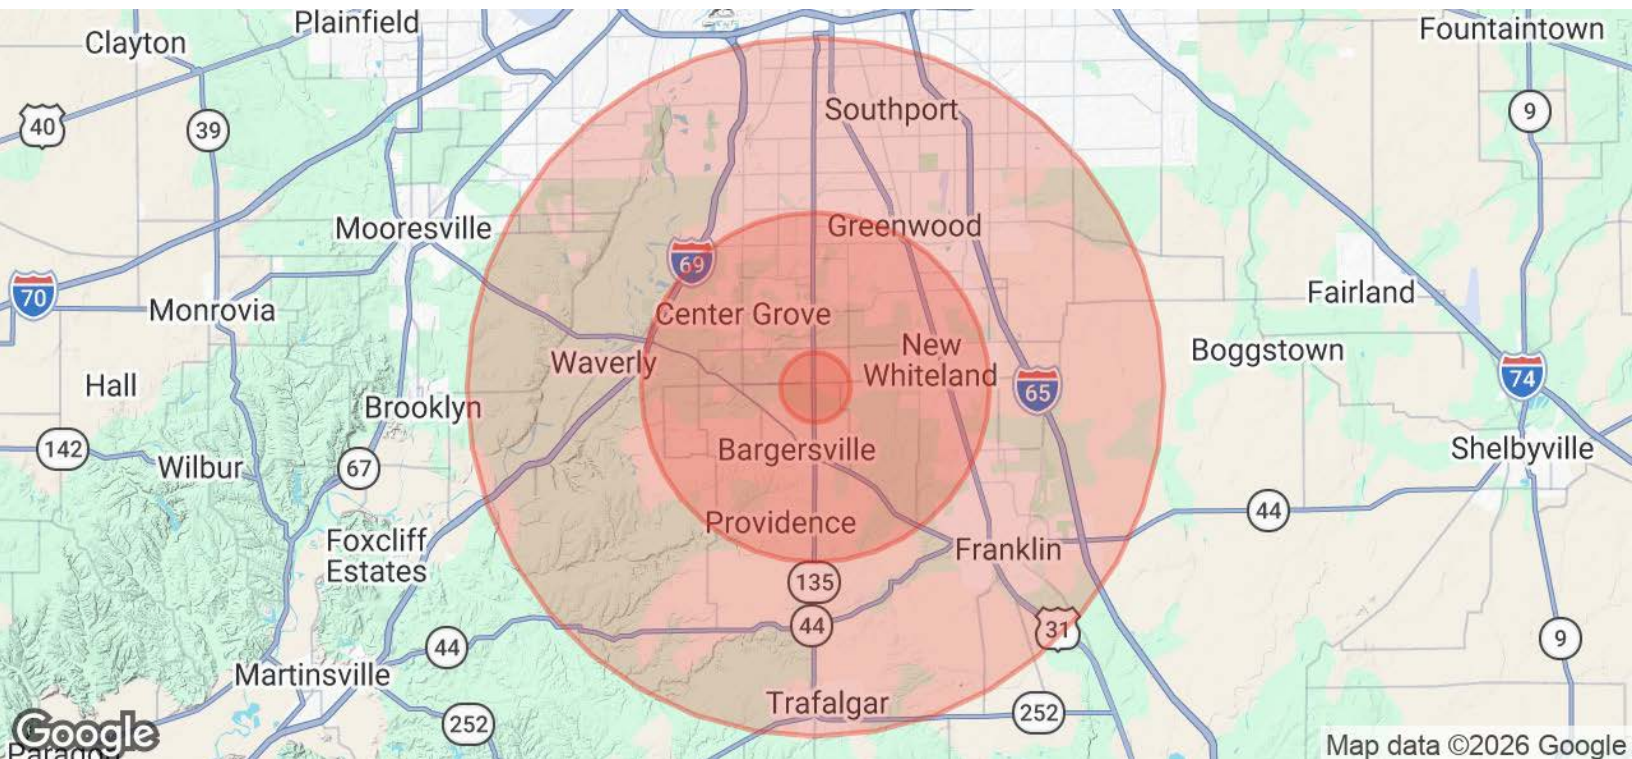 Plainfield
Clayton
Fountaintown
40
39
Southport
9
Mooresville
Greenwood
69
70
Monrovia
Center Grove
Fairland
Waverly
New
Whiteland
Boggstown
Hall
65
74
Brooklyn
142
Wilbur
67
Bargersville
Shelbyville
44
Providence
Foxcliff
Estates
Franklin
135
44
31
44
9
Martinsville
Trafalgar
252
252
Google
Map data ©2026 Google